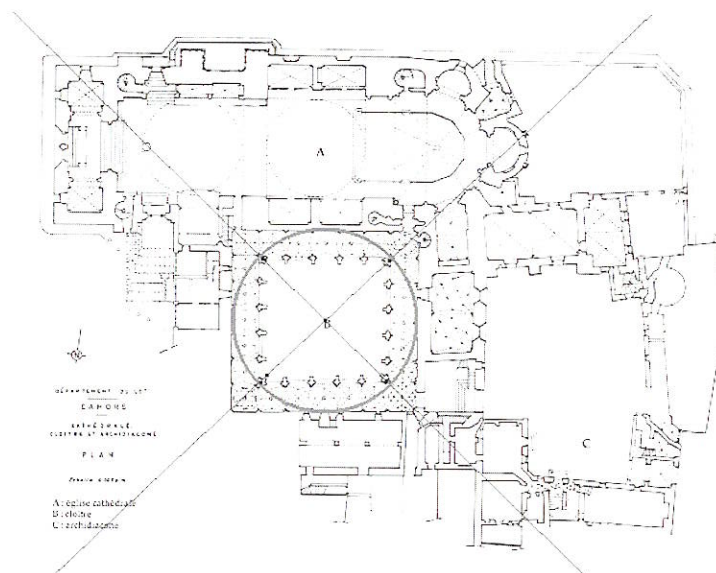 A
B
C
DÉPARTEMENT DU LOT
CAHORS
CATHÉDRALE
CLOITRE ET ARCHIDIACONÉ
PLAN
A : église cathédrale
B : cloître
C : archidiaconé